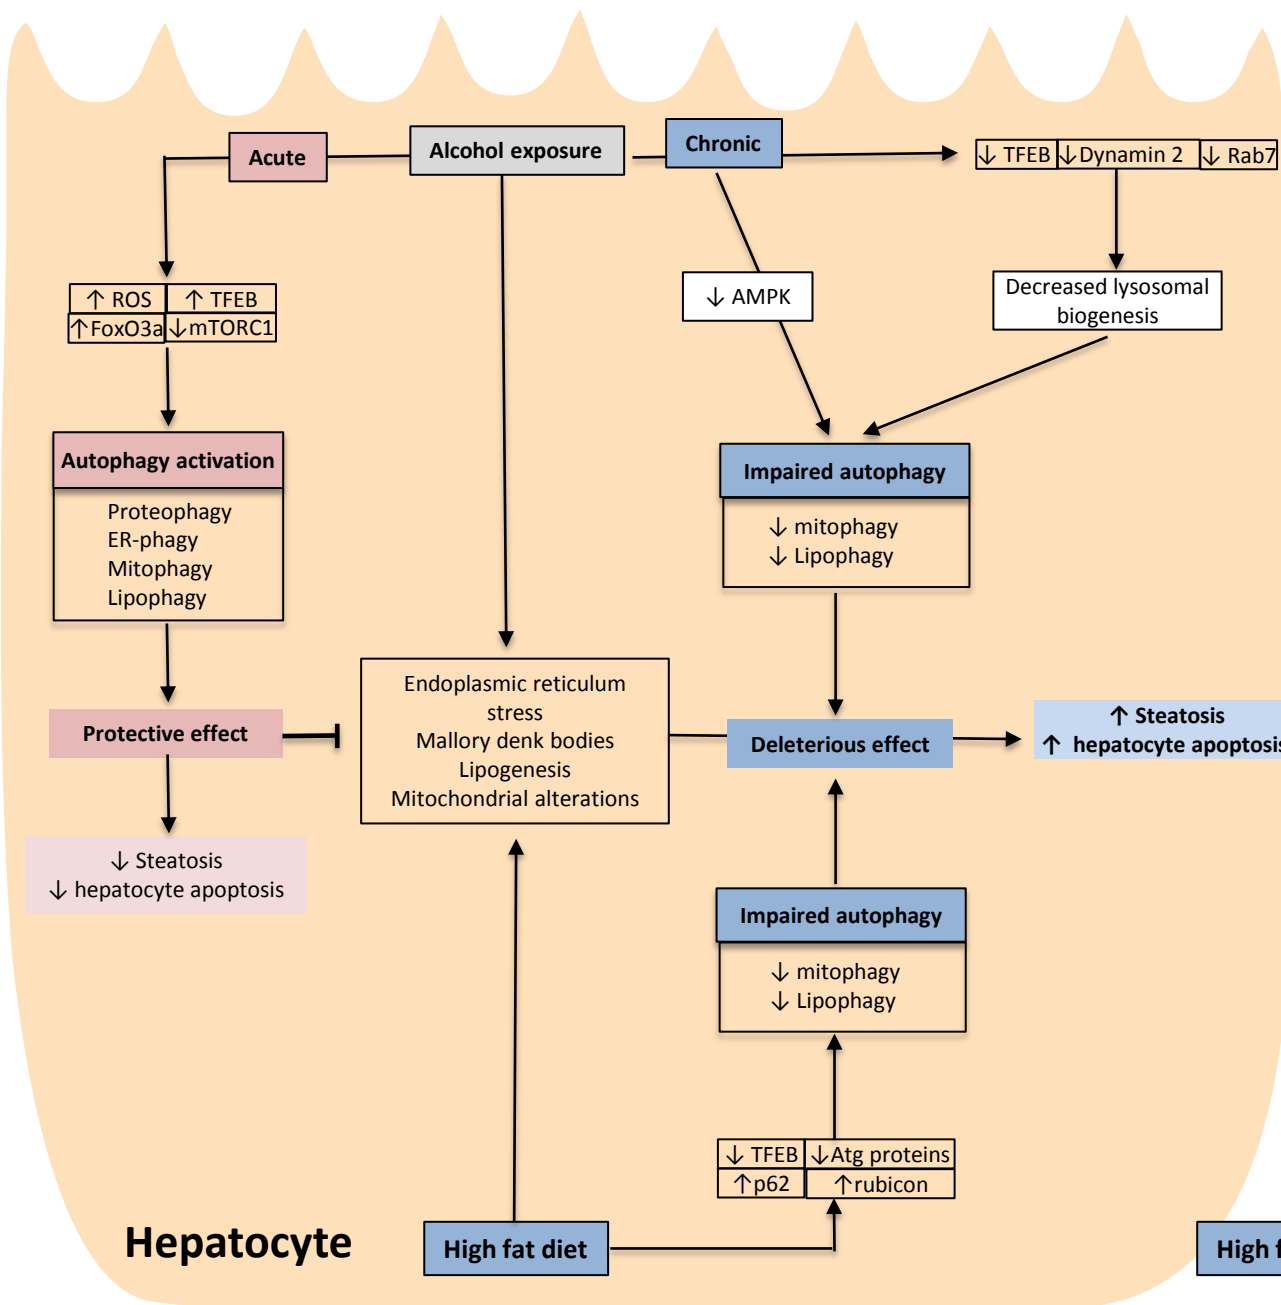 Acute
Alcohol exposure
Chronic
↓ TFEB
↓Dynamin 2
↓ Rab7
↑ ROS
↑ TFEB
↑FoxO3a
↓mTORC1
↓ AMPK
Decreased lysosomal
biogenesis
Autophagy activation
Proteophagy
ER-phagy
Mitophagy
Lipophagy
Impaired autophagy
↓ mitophagy
↓ Lipophagy
Endoplasmic reticulum
stress
Mallory denk bodies
Lipogenesis
Mitochondrial alterations
Protective effect
Deleterious effect
↑ Steatosis
↑ hepatocyte apoptosis
↓ Steatosis
↓ hepatocyte apoptosis
Impaired autophagy
↓ mitophagy
↓ Lipophagy
↓ TFEB
↓Atg proteins
↑p62
↑rubicon
Hepatocyte
High fat diet
High f